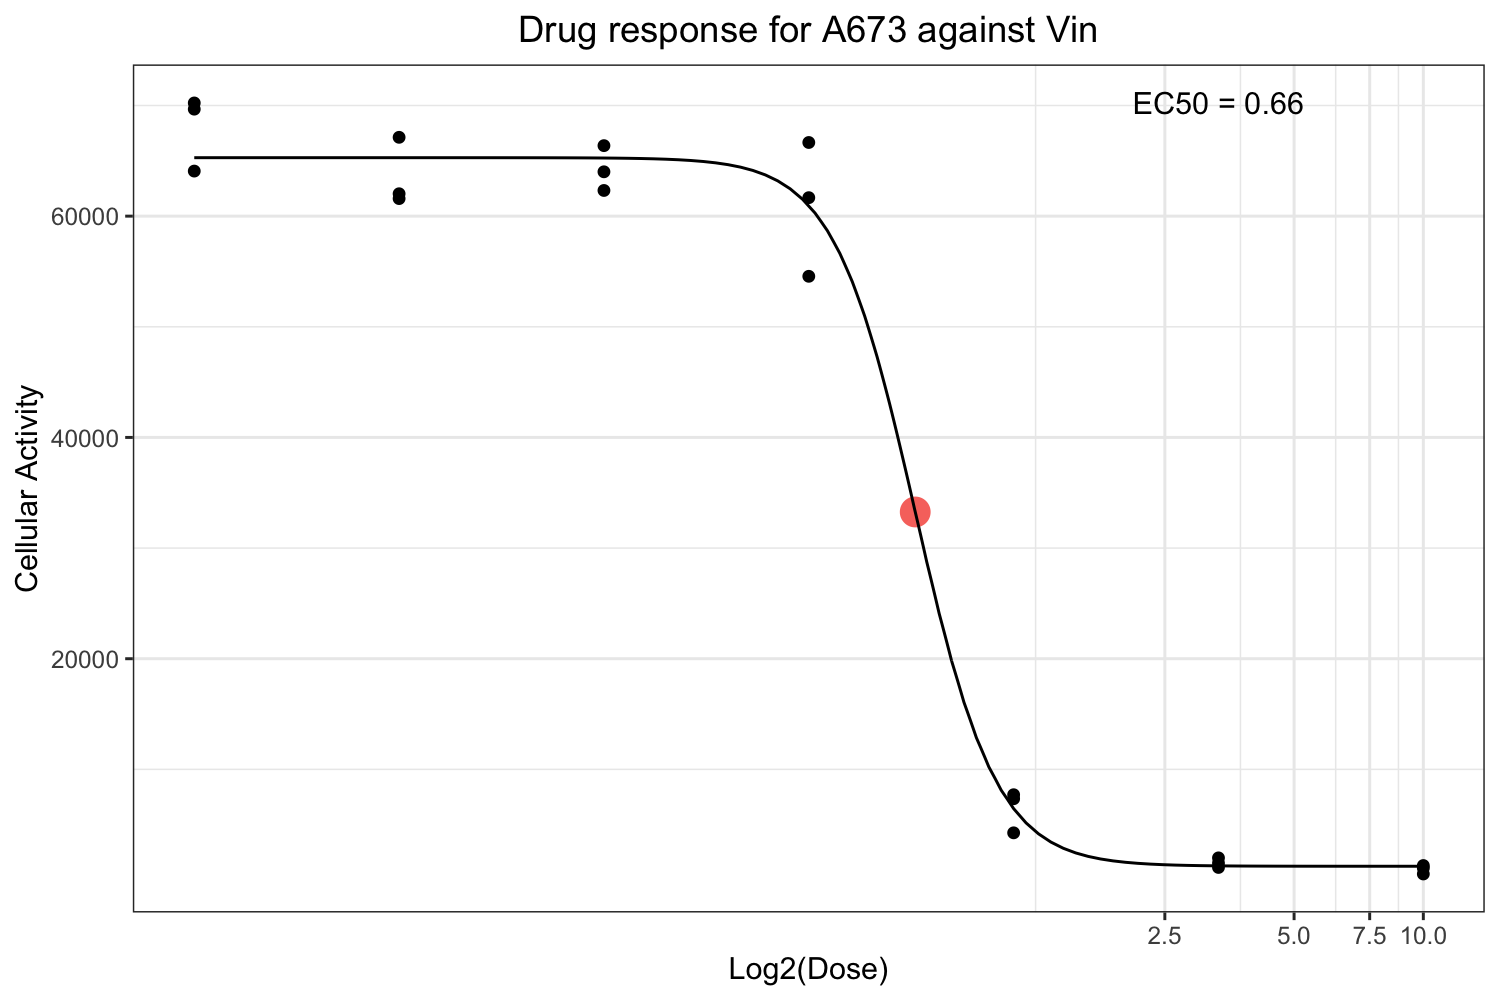 Drug response for A673 against Vin
EC50 = 0.66
Cellular Activity
60000
40000
20000
2.5 5.0 7.5 10.0
Log2(Dose)